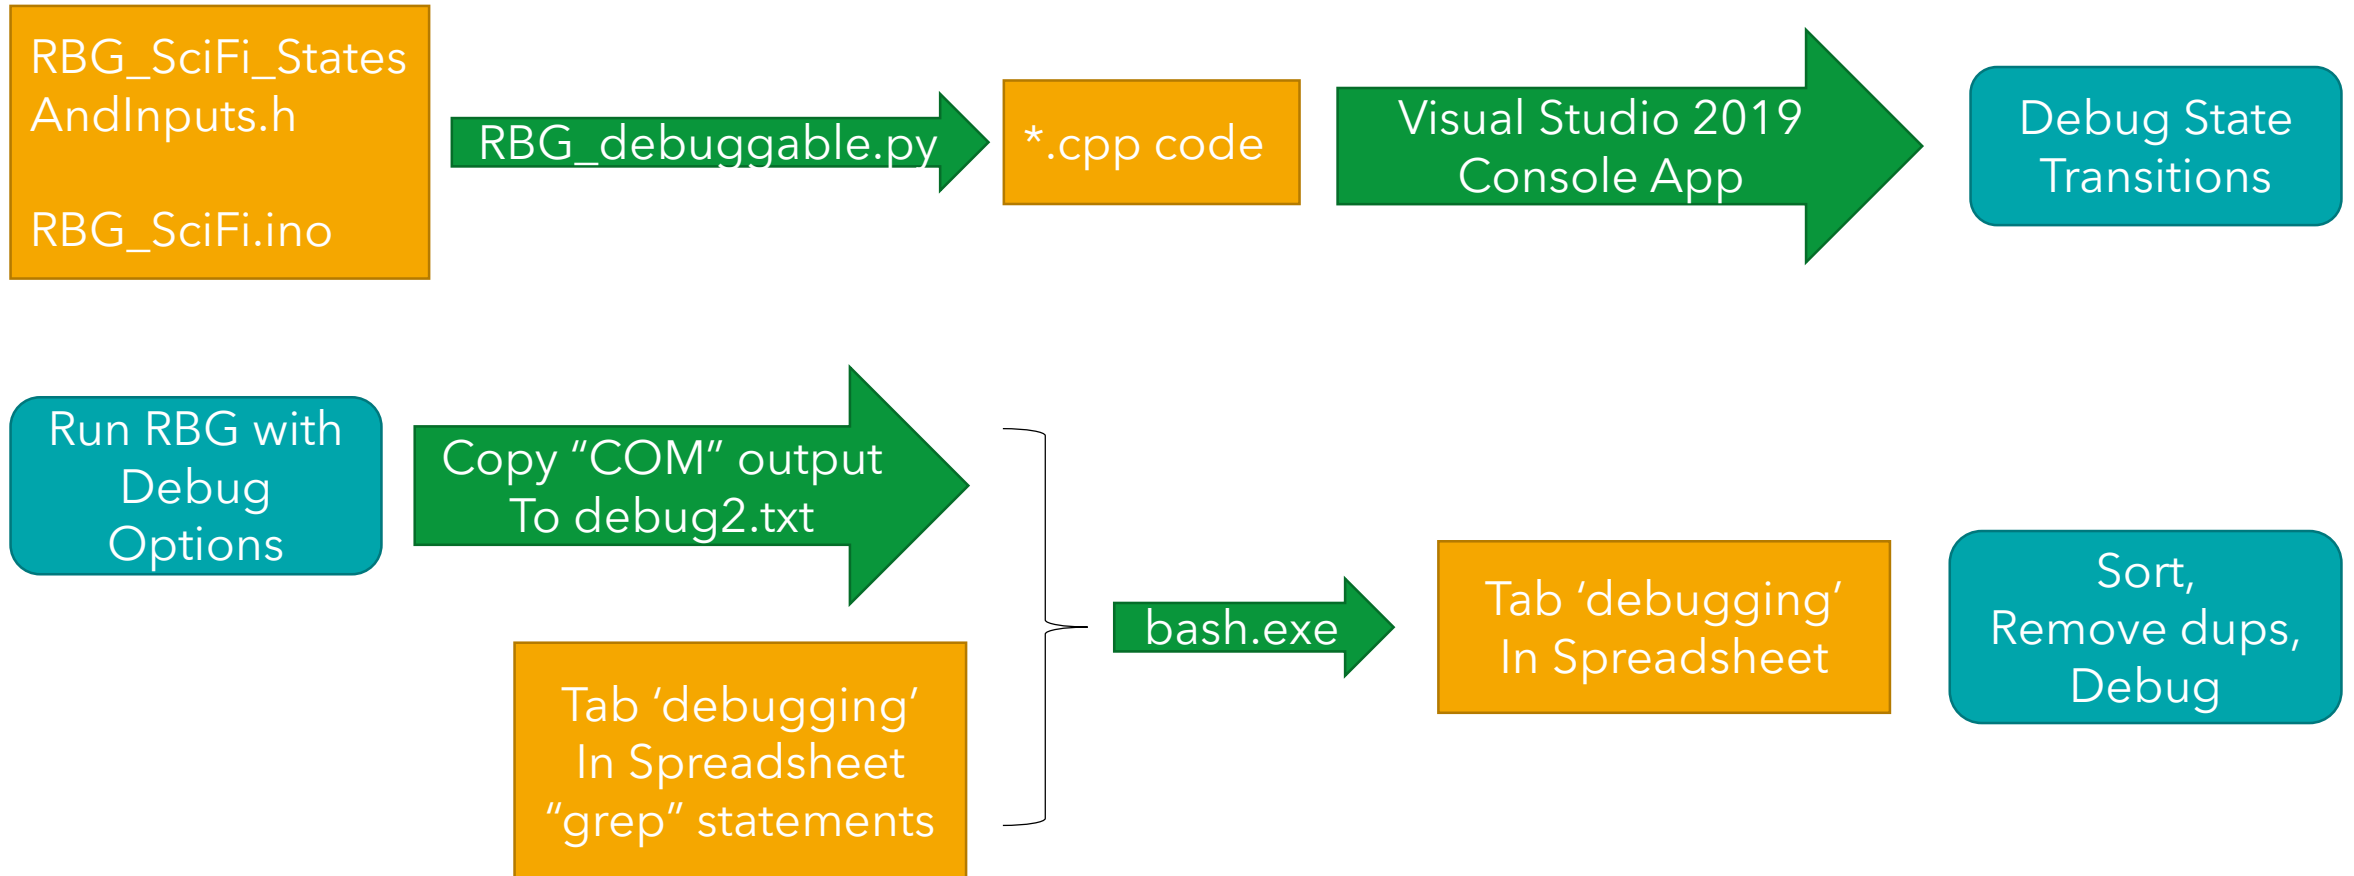 RBG_SciFi_States
AndInputs.h
RBG_SciFi.ino
RBG_debuggable.py
*.cpp code
Visual Studio 2019
Console App
Debug State
Transitions
Run RBG with
Debug
Options
Copy “COM” output
To debug2.txt
Tab ‘debugging’
In Spreadsheet
“grep” statements
bash.exe
Tab ‘debugging’
In Spreadsheet
Sort,
Remove dups,
Debug